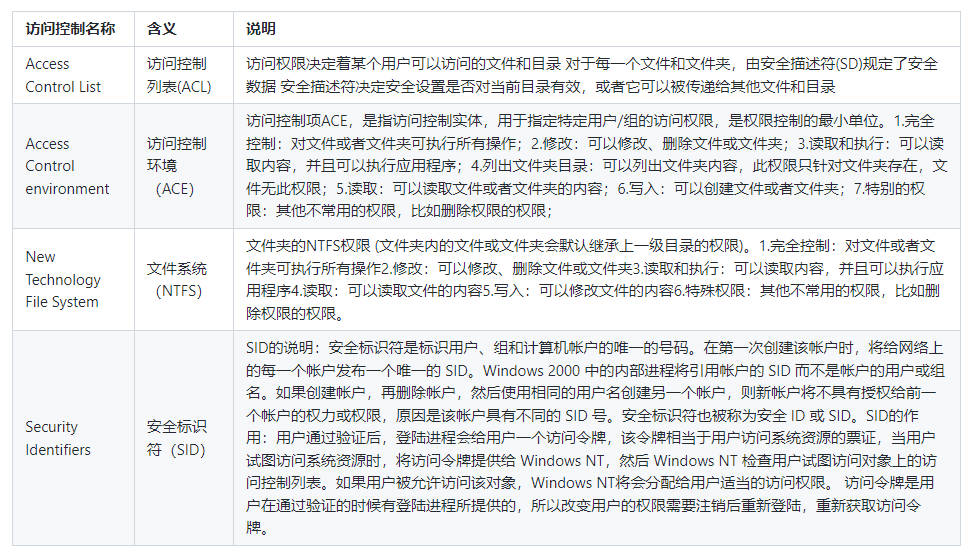 访问控制名称 含义 说明
Access
Control List
访问控制
列表(ACL)
访问权限决定着某个用户可以访问的文件和目录 对于每一个文件和文件夹，由安全描述符(SD)规定了安全
数据 安全描述符决定安全设置是否对当前目录有效，或者它可以被传递给其他文件和目录
Access
Control
environment
访问控制
环境
（ACE）
访问控制项ACE，是指访问控制实体，用于指定特定用户/组的访问权限，是权限控制的最小单位。1.完全
控制：对文件或者文件夹可执行所有操作；2.修改：可以修改、删除文件或文件夹；3.读取和执行：可以读
取内容，并且可以执行应用程序；4.列出文件夹目录：可以列出文件夹内容，此权限只针对文件夹存在，文
件无此权限；5.读取：可以读取文件或者文件夹的内容；6.写入：可以创建文件或者文件夹；7.特别的权
限：其他不常用的权限，比如删除权限的权限；
New
Technology
File System
文件系统
（NTFS）
文件夹的NTFS权限 (文件夹内的文件或文件夹会默认继承上一级目录的权限)。1.完全控制：对文件或者文
件夹可执行所有操作2.修改：可以修改、删除文件或文件夹3.读取和执行：可以读取内容，并且可以执行应
用程序4.读取：可以读取文件的内容5.写入：可以修改文件的内容6.特殊权限：其他不常用的权限，比如删
除权限的权限。
Security
Identifiers
安全标识
符（SID）
SID的说明：安全标识符是标识用户、组和计算机帐户的唯一的号码。在第一次创建该帐户时，将给网络上
的每一个帐户发布一个唯一的 SID。Windows 2000 中的内部进程将引用帐户的 SID 而不是帐户的用户或组
名。如果创建帐户，再删除帐户，然后使用相同的用户名创建另一个帐户，则新帐户将不具有授权给前一
个帐户的权力或权限，原因是该帐户具有不同的 SID 号。安全标识符也被称为安全 ID 或 SID。SID的作
用：用户通过验证后，登陆进程会给用户一个访问令牌，该令牌相当于用户访问系统资源的票证，当用户
试图访问系统资源时，将访问令牌提供给 Windows NT，然后 Windows NT 检查用户试图访问对象上的访
问控制列表。如果用户被允许访问该对象，Windows NT将会分配给用户适当的访问权限。 访问令牌是用
户在通过验证的时候有登陆进程所提供的，所以改变用户的权限需要注销后重新登陆，重新获取访问令
牌。